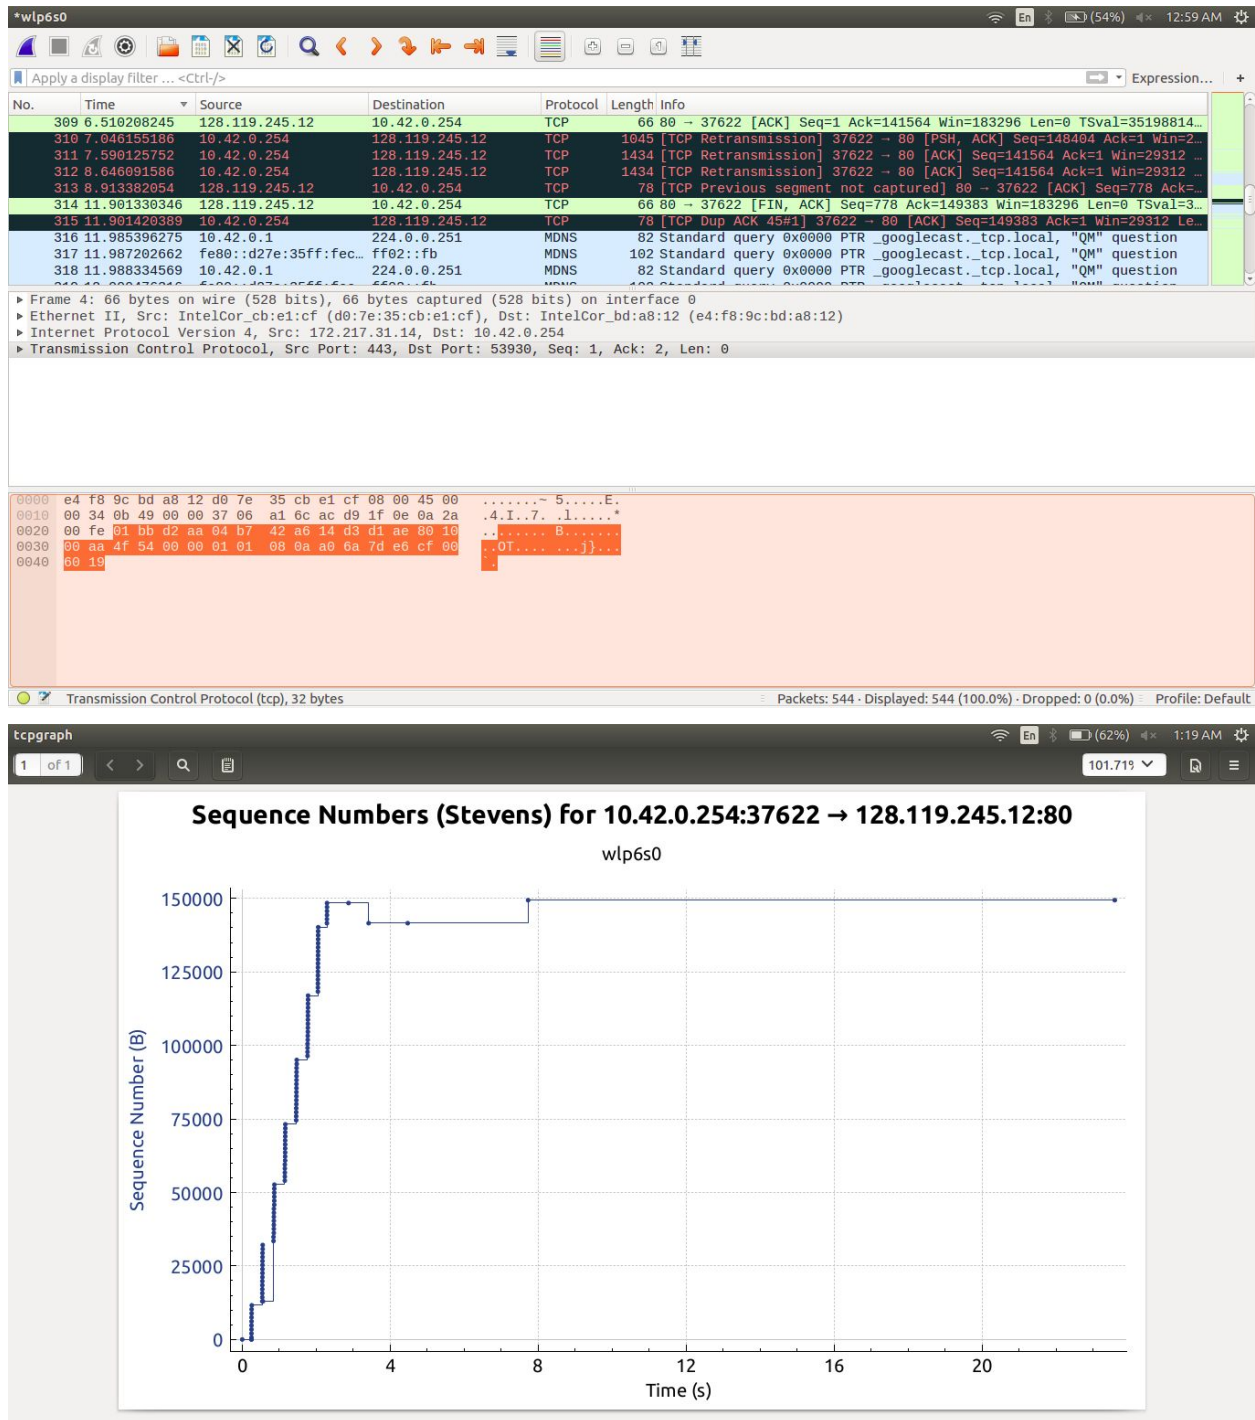 *wlp6s0 En (54%) 12:59 AM
Apply a display filter ... <Ctrl-/> Expression... +
No. Time Source Destination Protocol Length Info
309 6.510208245 128.119.245.12 10.42.0.254 TCP 66 80 → 37622 [ACK] Seq=1 Ack=141564 Win=183296 Len=0 TSval=35198814…
310 7.046155186 10.42.0.254 128.119.245.12 TCP 1045 [TCP Retransmission] 37622 → 80 [PSH, ACK] Seq=148404 Ack=1 Win=2…
311 7.590125752 10.42.0.254 128.119.245.12 TCP 1434 [TCP Retransmission] 37622 → 80 [ACK] Seq=141564 Ack=1 Win=29312 …
312 8.646091586 10.42.0.254 128.119.245.12 TCP 1434 [TCP Retransmission] 37622 → 80 [ACK] Seq=141564 Ack=1 Win=29312 …
313 8.913382054 128.119.245.12 10.42.0.254 TCP 78 [TCP Previous segment not captured] 80 → 37622 [ACK] Seq=778 Ack=…
314 11.901330346 128.119.245.12 10.42.0.254 TCP 66 80 → 37622 [FIN, ACK] Seq=778 Ack=149383 Win=183296 Len=0 TSval=3…
315 11.901420389 10.42.0.254 128.119.245.12 TCP 78 [TCP Dup ACK 45#1] 37622 → 80 [ACK] Seq=149383 Ack=1 Win=29312 Le…
316 11.985396275 10.42.0.1 224.0.0.251 MDNS 82 Standard query 0x0000 PTR _googlecast._tcp.local, "QM" question
317 11.987202662 fe80::d27e:35ff:fec… ff02::fb MDNS 102 Standard query 0x0000 PTR _googlecast._tcp.local, "QM" question
318 11.988334569 10.42.0.1 224.0.0.251 MDNS 82 Standard query 0x0000 PTR _googlecast._tcp.local, "QM" question
Frame 4: 66 bytes on wire (528 bits), 66 bytes captured (528 bits) on interface 0
Ethernet II, Src: IntelCor_cb:e1:cf (d0:7e:35:cb:e1:cf), Dst: IntelCor_bd:a8:12 (e4:f8:9c:bd:a8:12)
Internet Protocol Version 4, Src: 172.217.31.14, Dst: 10.42.0.254
Transmission Control Protocol, Src Port: 443, Dst Port: 53930, Seq: 1, Ack: 2, Len: 0
0000 e4 f8 9c bd a8 12 d0 7e 35 cb e1 cf 08 00 45 00 .......~ 5.....E.
0010 00 34 0b 49 00 00 37 06 a1 6c ac d9 1f 0e 0a 2a .4.I..7. .l.....*
0020 00 fe 01 bb d2 aa 04 b7 42 a6 14 d3 d1 ae 80 10 ........ B.......
0030 00 aa 4f 54 00 00 01 01 08 0a a0 6a 7d e6 cf 00 ..OT.... ...j}...
0040 60 19 `.
Transmission Control Protocol (tcp), 32 bytes Packets: 544 · Displayed: 544 (100.0%) · Dropped: 0 (0.0%) Profile: Default
tcpgraph En (62%) 1:19 AM
1 of 1 101.71%
Sequence Numbers (Stevens) for 10.42.0.254:37622 → 128.119.245.12:80
wlp6s0
150000
125000
100000
75000
50000
25000
0
Sequence Number (B)
0 4 8 12 16 20
Time (s)